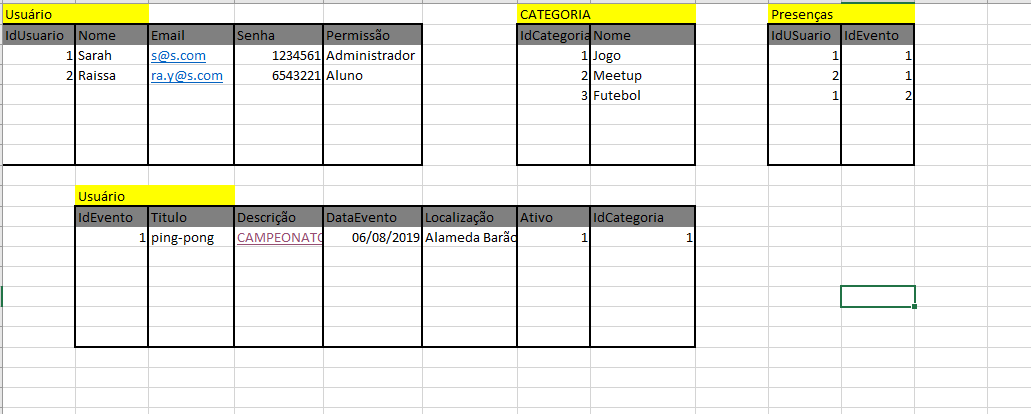 Usuário CATEGORIA Presenças
IdUsuario Nome Email Senha Permissão IdCategoria Nome IdUSuario IdEvento
1 Sarah s@s.com 1234561 Administrador 1 Jogo 1 1
2 Raissa ra.y@s.com 6543221 Aluno 2 Meetup 2 1
3 Futebol 1 2
Usuário
IdEvento Titulo Descrição DataEvento Localização Ativo IdCategoria
1 ping-pong CAMPEONATO 06/08/2019 Alameda Barão 1 1